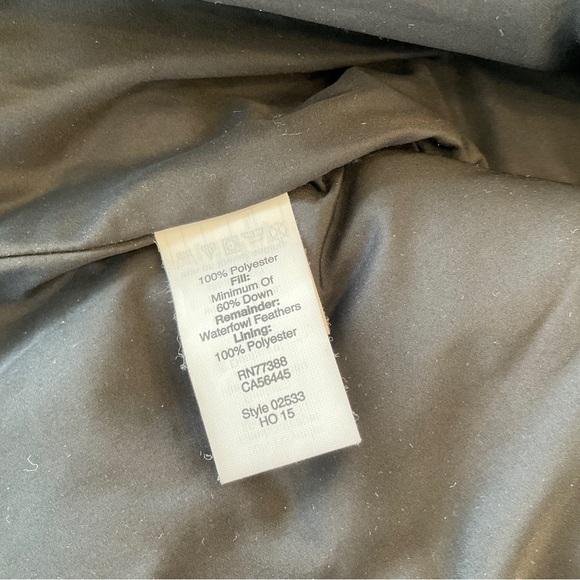 100% Polyester
Fill:
Minimum Of
60% Down
Remainder:
Waterfowl Feathers
Lining:
100% Polyester
RN77388
CA56445
Style 02533
HO 15